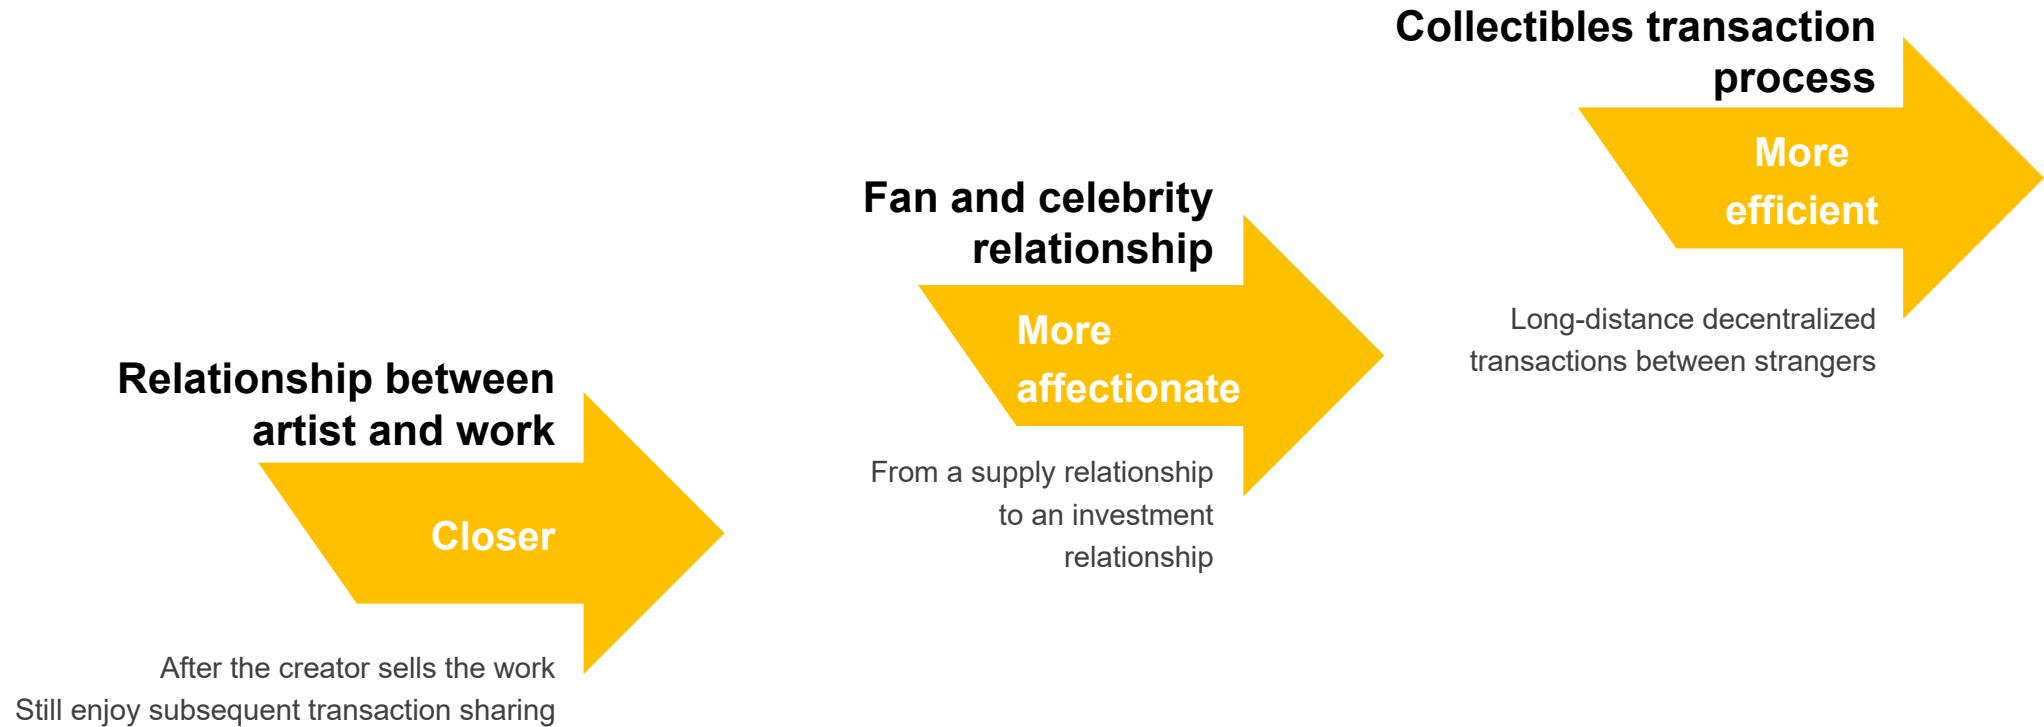 Relationship between
artist and work
Closer
After the creator sells the work
Still enjoy subsequent transaction sharing
Fan and celebrity
relationship
More
affectionate
From a supply relationship
to an investment
relationship
Collectibles transaction
process
More
efficient
Long-distance decentralized
transactions between strangers